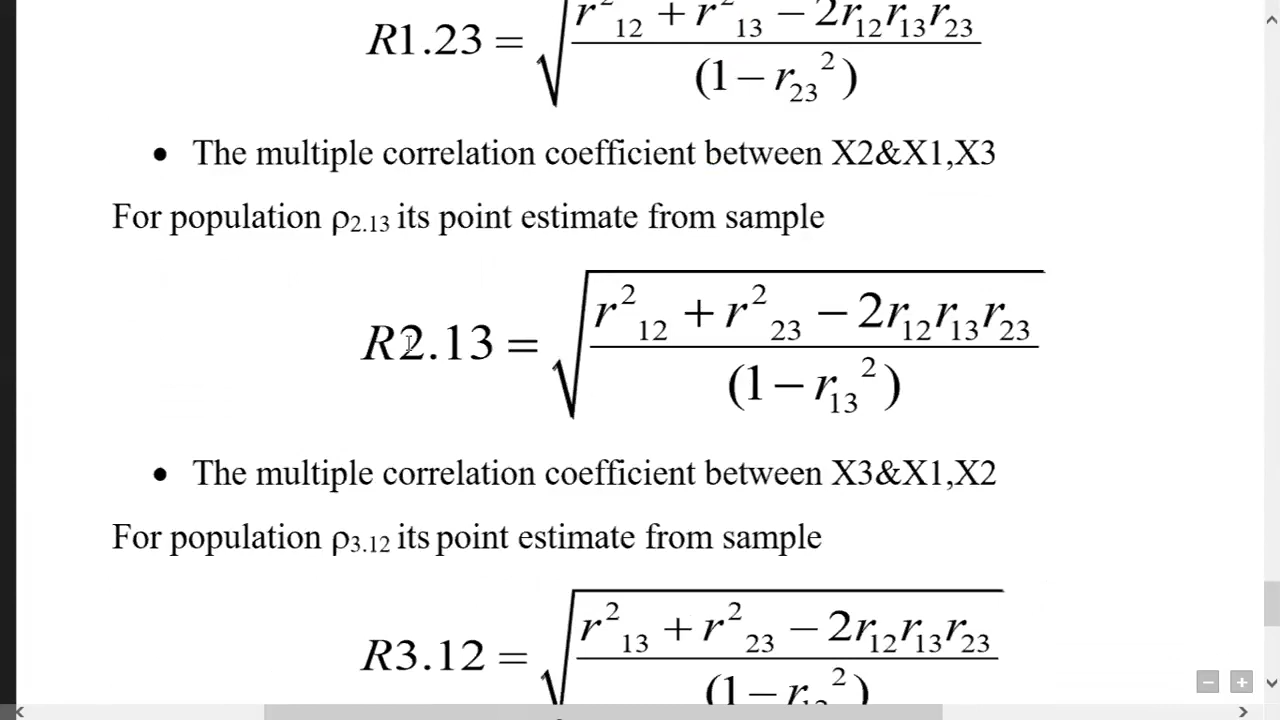 R1.23 = √((r²₁₂ + r²₁₃ − 2r₁₂r₁₃r₂₃) / (1 − r₂₃²))
• The multiple correlation coefficient between X2&X1,X3
For population ρ₂.₁₃ its point estimate from sample
R2.13 = √((r²₁₂ + r²₂₃ − 2r₁₂r₁₃r₂₃) / (1 − r₁₃²))
• The multiple correlation coefficient between X3&X1,X2
For population ρ₃.₁₂ its point estimate from sample
R3.12 = √((r²₁₃ + r²₂₃ − 2r₁₂r₁₃r₂₃) / (1 − r₁₂²))